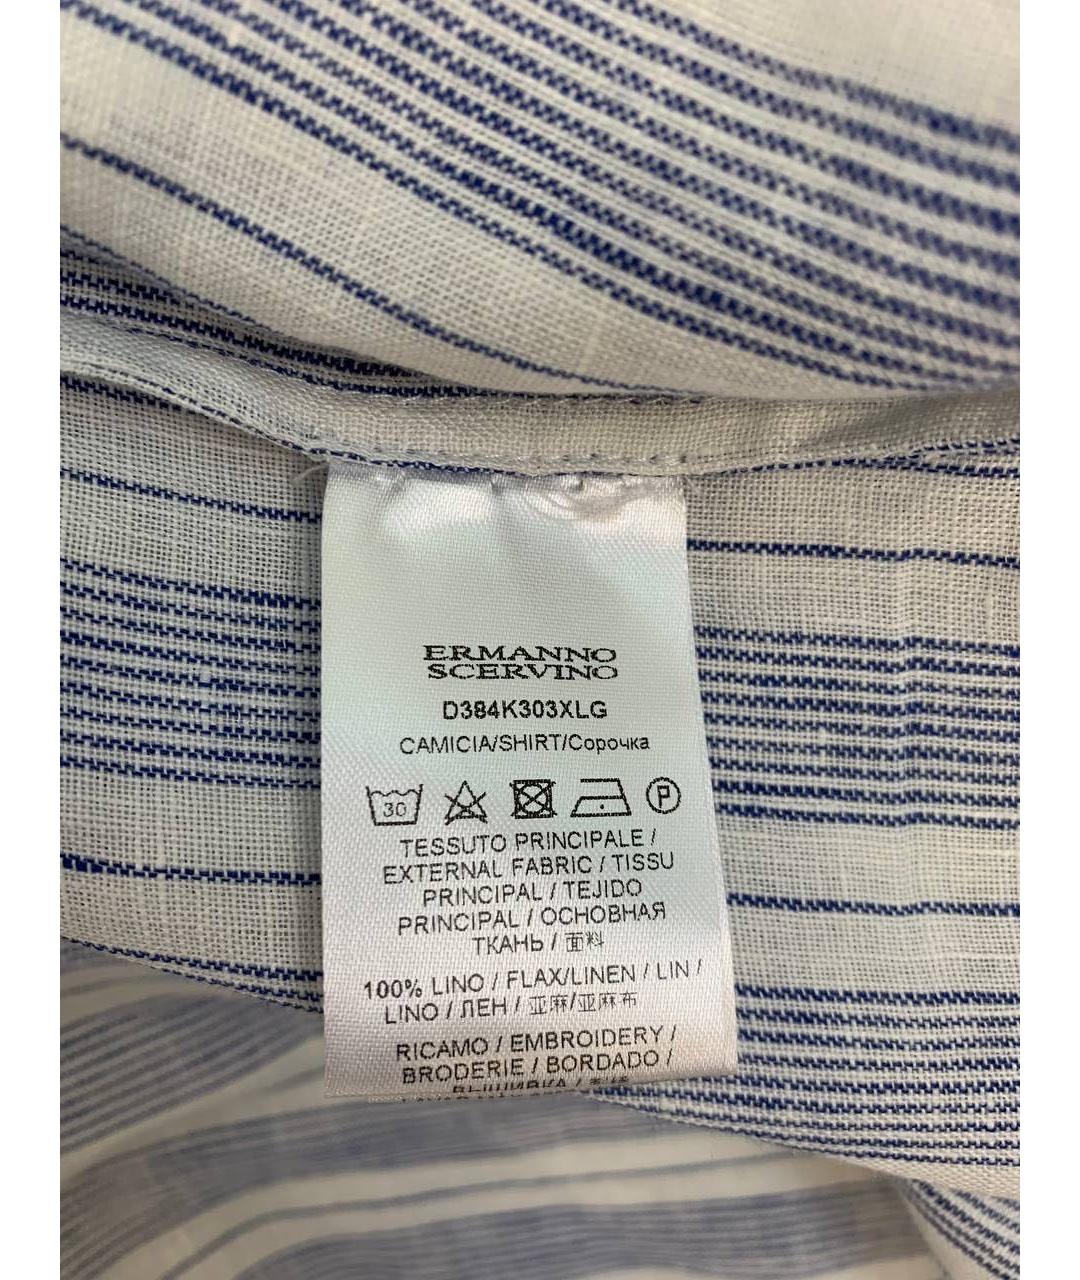 ERMANNO
SCERVINO
D384K303XLG
CAMICIA/SHIRT/Сорочка
30 P
TESSUTO PRINCIPALE /
EXTERNAL FABRIC / TISSU
PRINCIPAL / TEJIDO
PRINCIPAL / ОСНОВНАЯ
ТКАНЬ / 面料
100% LINO / FLAX/LINEN / LIN /
LINO / ЛЕН / 亚麻/亚麻布
RICAMO / EMBROIDERY /
BRODERIE / BORDADO /
ВЫШИВКА /